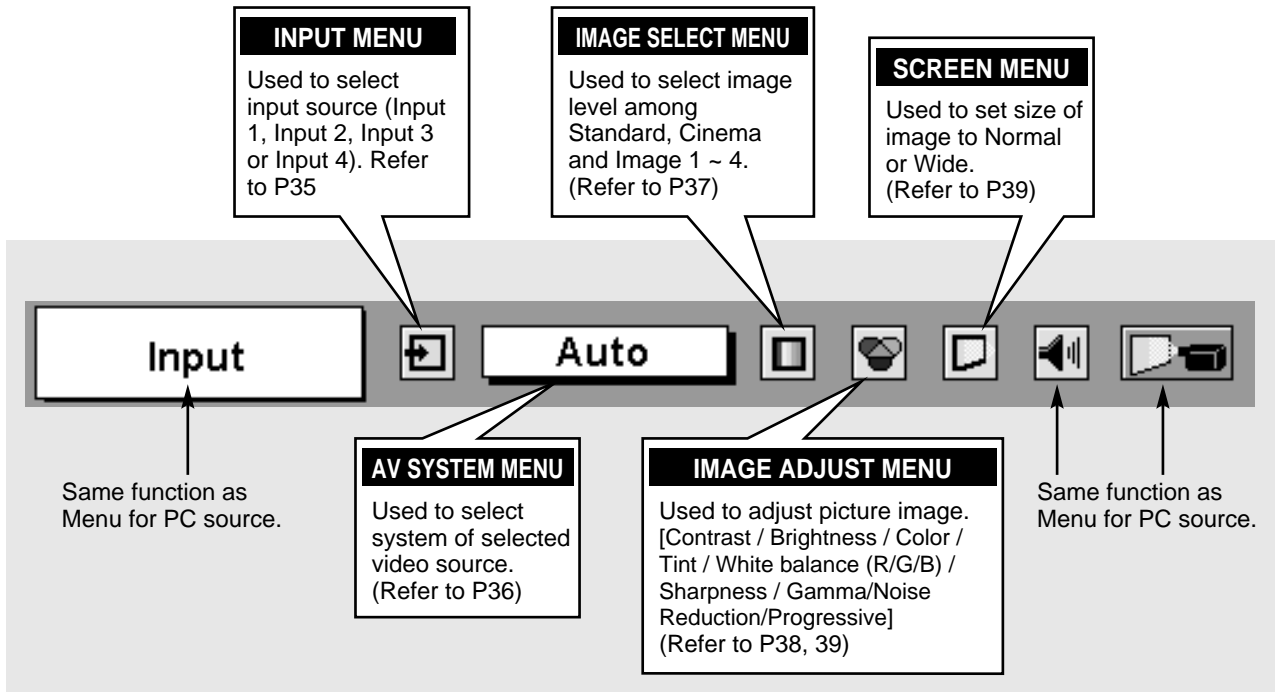 INPUT MENU
Used to select
input source (Input
1, Input 2, Input 3
or Input 4). Refer
to P35
IMAGE SELECT MENU
Used to select image
level among
Standard, Cinema
and Image 1 ~ 4.
(Refer to P37)
SCREEN MENU
Used to set size of
image to Normal
or Wide.
(Refer to P39)
Input
Auto
Same function as
Menu for PC source.
AV SYSTEM MENU
Used to select
system of selected
video source.
(Refer to P36)
IMAGE ADJUST MENU
Used to adjust picture image.
[Contrast / Brightness / Color /
Tint / White balance (R/G/B) /
Sharpness / Gamma/Noise
Reduction/Progressive]
(Refer to P38, 39)
Same function as
Menu for PC source.